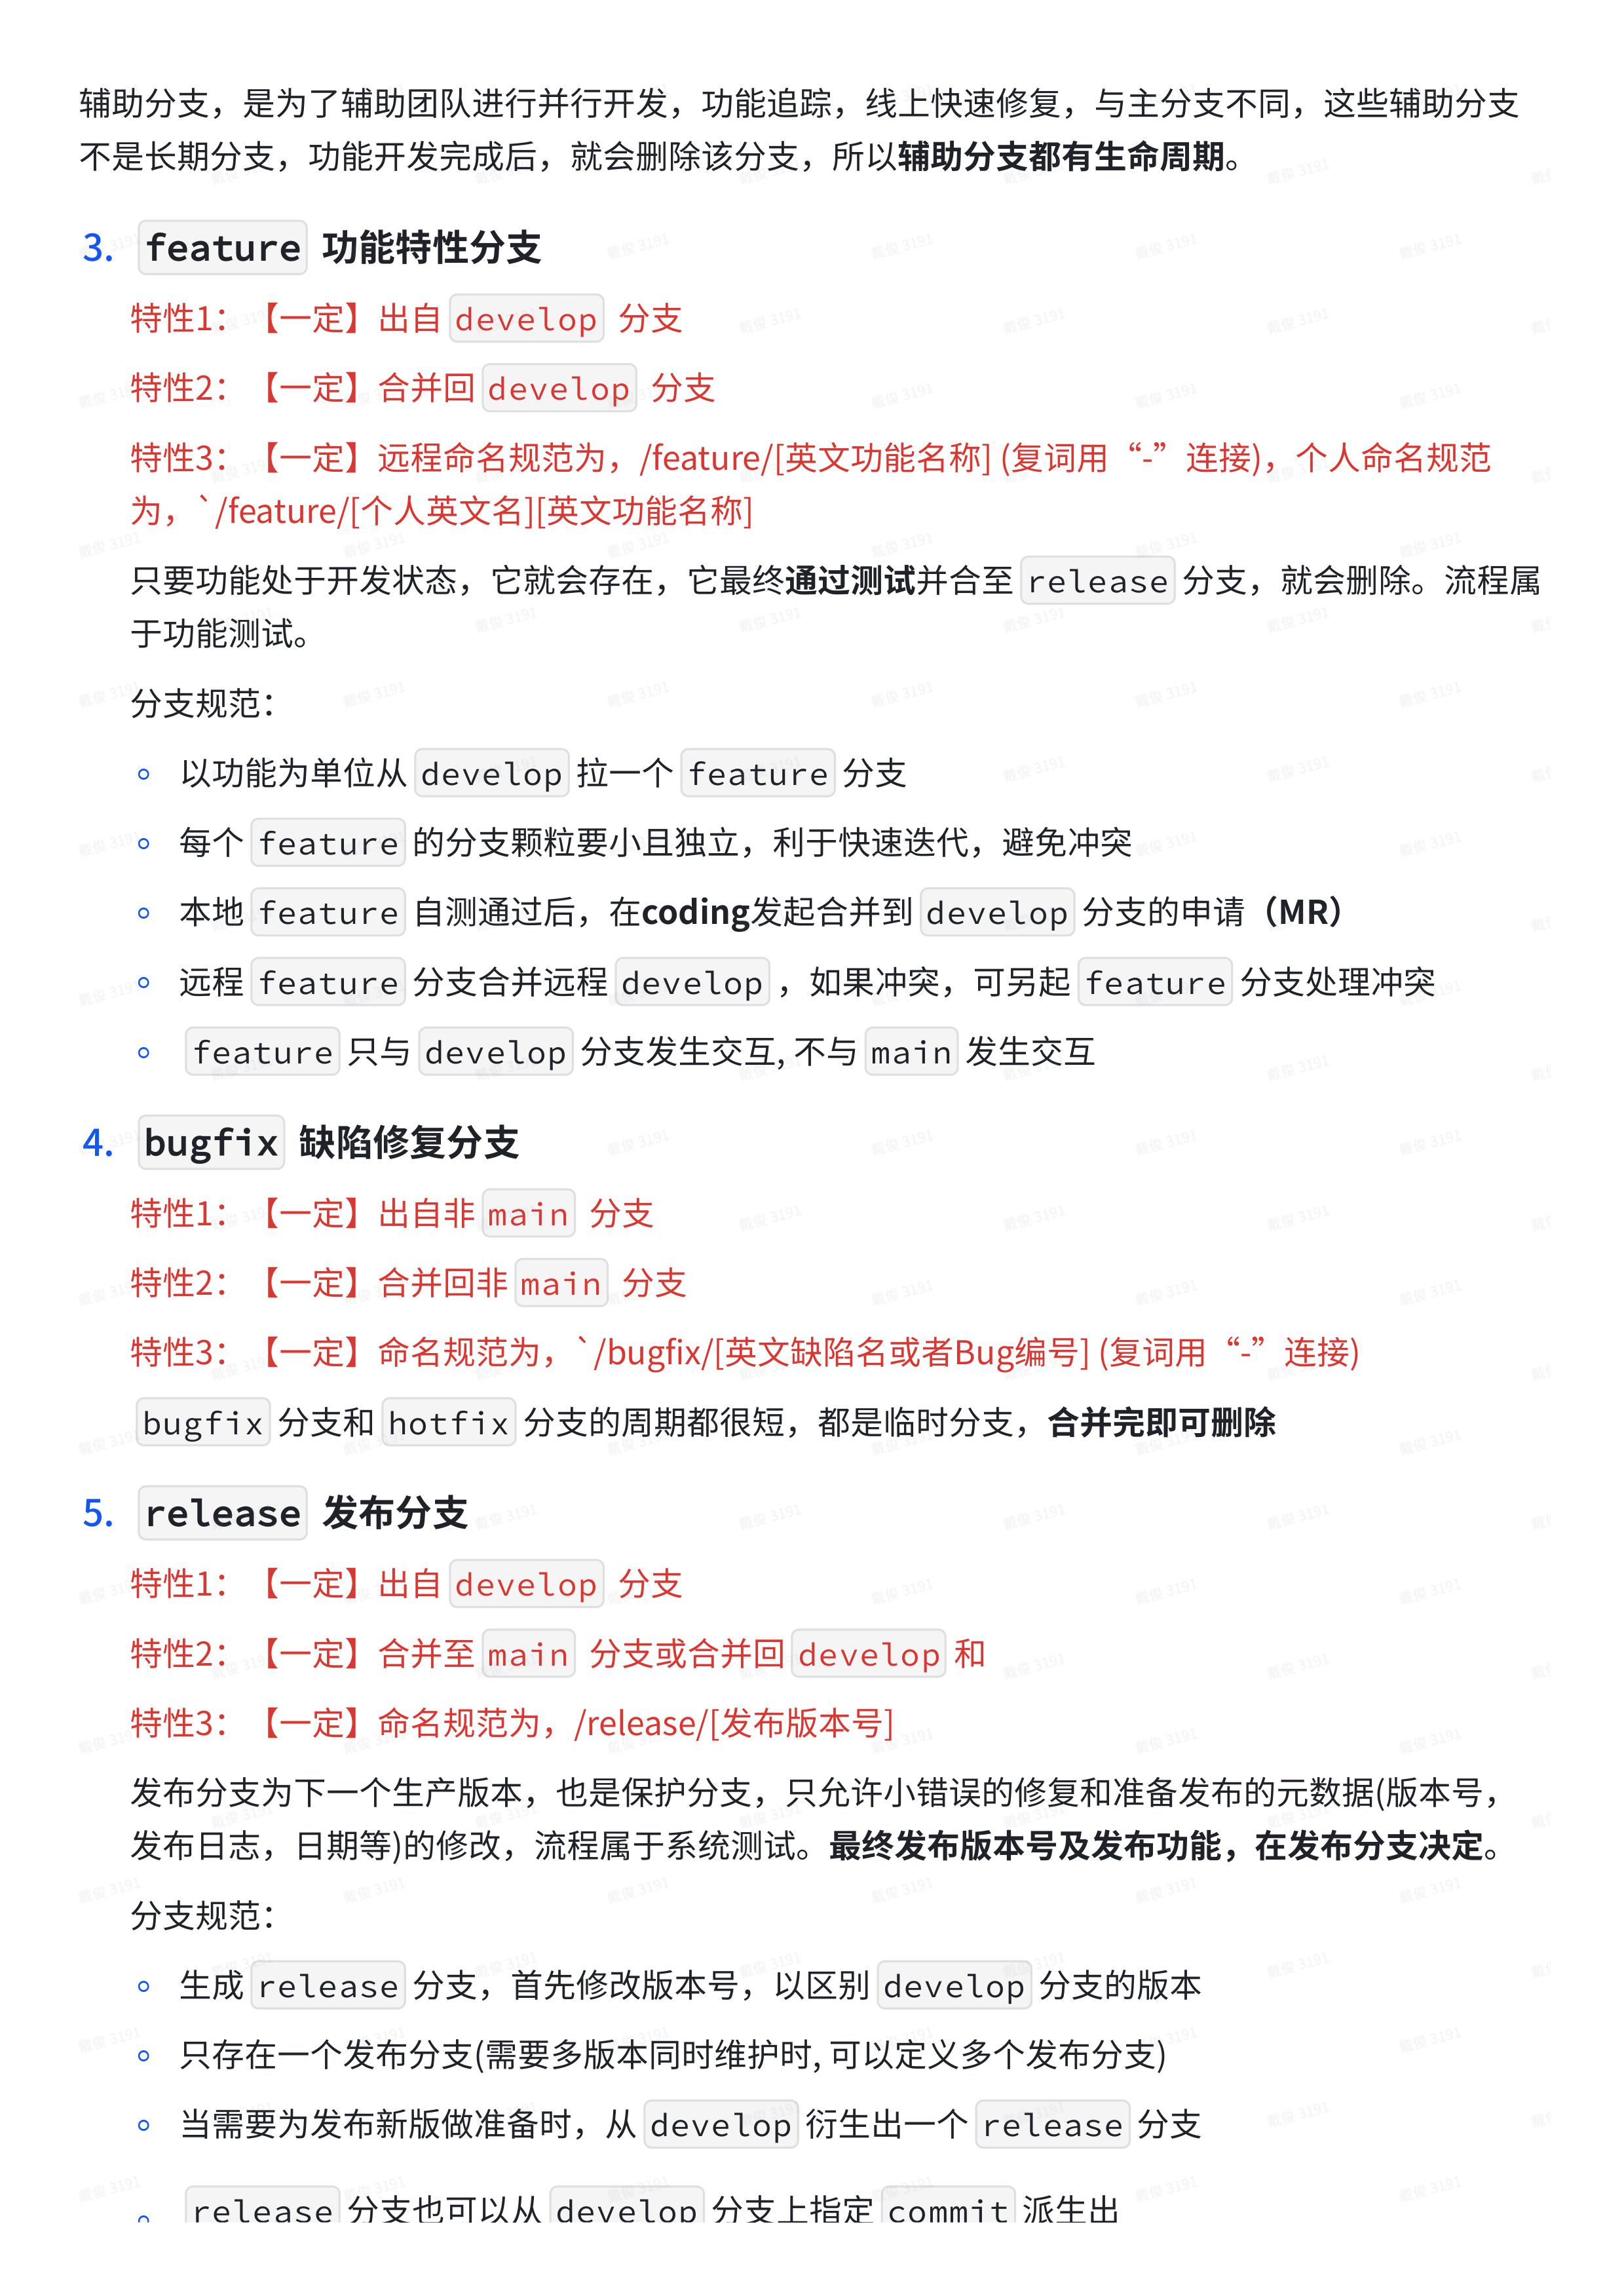 辅助分支，是为了辅助团队进行并行开发，功能追踪，线上快速修复，与主分支不同，这些辅助分支
不是长期分支，功能开发完成后，就会删除该分支，所以辅助分支都有生命周期。
3. feature 功能特性分支
特性1：【一定】出自 develop 分支
特性2：【一定】合并回 develop 分支
特性3：【一定】远程命名规范为，/feature/[英文功能名称] (复词用“-”连接)，个人命名规范
为，`/feature/[个人英文名][英文功能名称]
只要功能处于开发状态，它就会存在，它最终通过测试并合至 release 分支，就会删除。流程属
于功能测试。
分支规范：
以功能为单位从 develop 拉一个 feature 分支
每个 feature 的分支颗粒要小且独立，利于快速迭代，避免冲突
本地 feature 自测通过后，在coding发起合并到 develop 分支的申请（MR）
远程 feature 分支合并远程 develop ，如果冲突，可另起 feature 分支处理冲突
feature 只与 develop 分支发生交互, 不与 main 发生交互
4. bugfix 缺陷修复分支
特性1：【一定】出自非 main 分支
特性2：【一定】合并回非 main 分支
特性3：【一定】命名规范为，`/bugfix/[英文缺陷名或者Bug编号] (复词用“-”连接)
bugfix 分支和 hotfix 分支的周期都很短，都是临时分支，合并完即可删除
5. release 发布分支
特性1：【一定】出自 develop 分支
特性2：【一定】合并至 main 分支或合并回 develop 和
特性3：【一定】命名规范为，/release/[发布版本号]
发布分支为下一个生产版本，也是保护分支，只允许小错误的修复和准备发布的元数据(版本号，
发布日志，日期等)的修改，流程属于系统测试。最终发布版本号及发布功能，在发布分支决定。
分支规范：
生成 release 分支，首先修改版本号，以区别 develop 分支的版本
只存在一个发布分支(需要多版本同时维护时, 可以定义多个发布分支)
当需要为发布新版做准备时，从 develop 衍生出一个 release 分支
release 分支也可以从 develop 分支上指定 commit 派生出
戴俊 3191